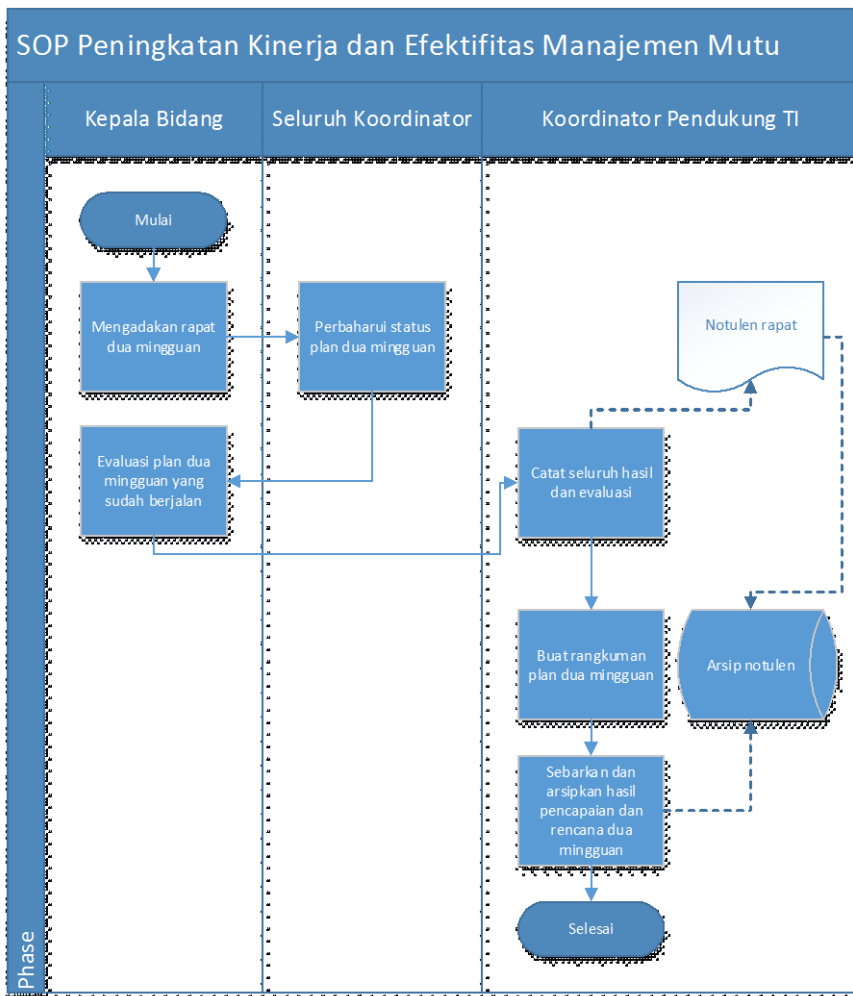 SOP Peningkatan Kinerja dan Efektifitas Manajemen Mutu
Kepala Bidang
Seluruh Koordinator
Koordinator Pendukung TI
Mulai
Mengadakan rapat
dua mingguan
Perbaharui status
plan dua mingguan
Notulen rapat
Evaluasi plan dua
mingguan yang
sudah berjalan
Catat seluruh hasil
dan evaluasi
Buat rangkuman
plan dua mingguan
Arsip notulen
Sebarkan dan
arsipkan hasil
pencapaian dan
rencana dua
mingguan
Selesai
Phase